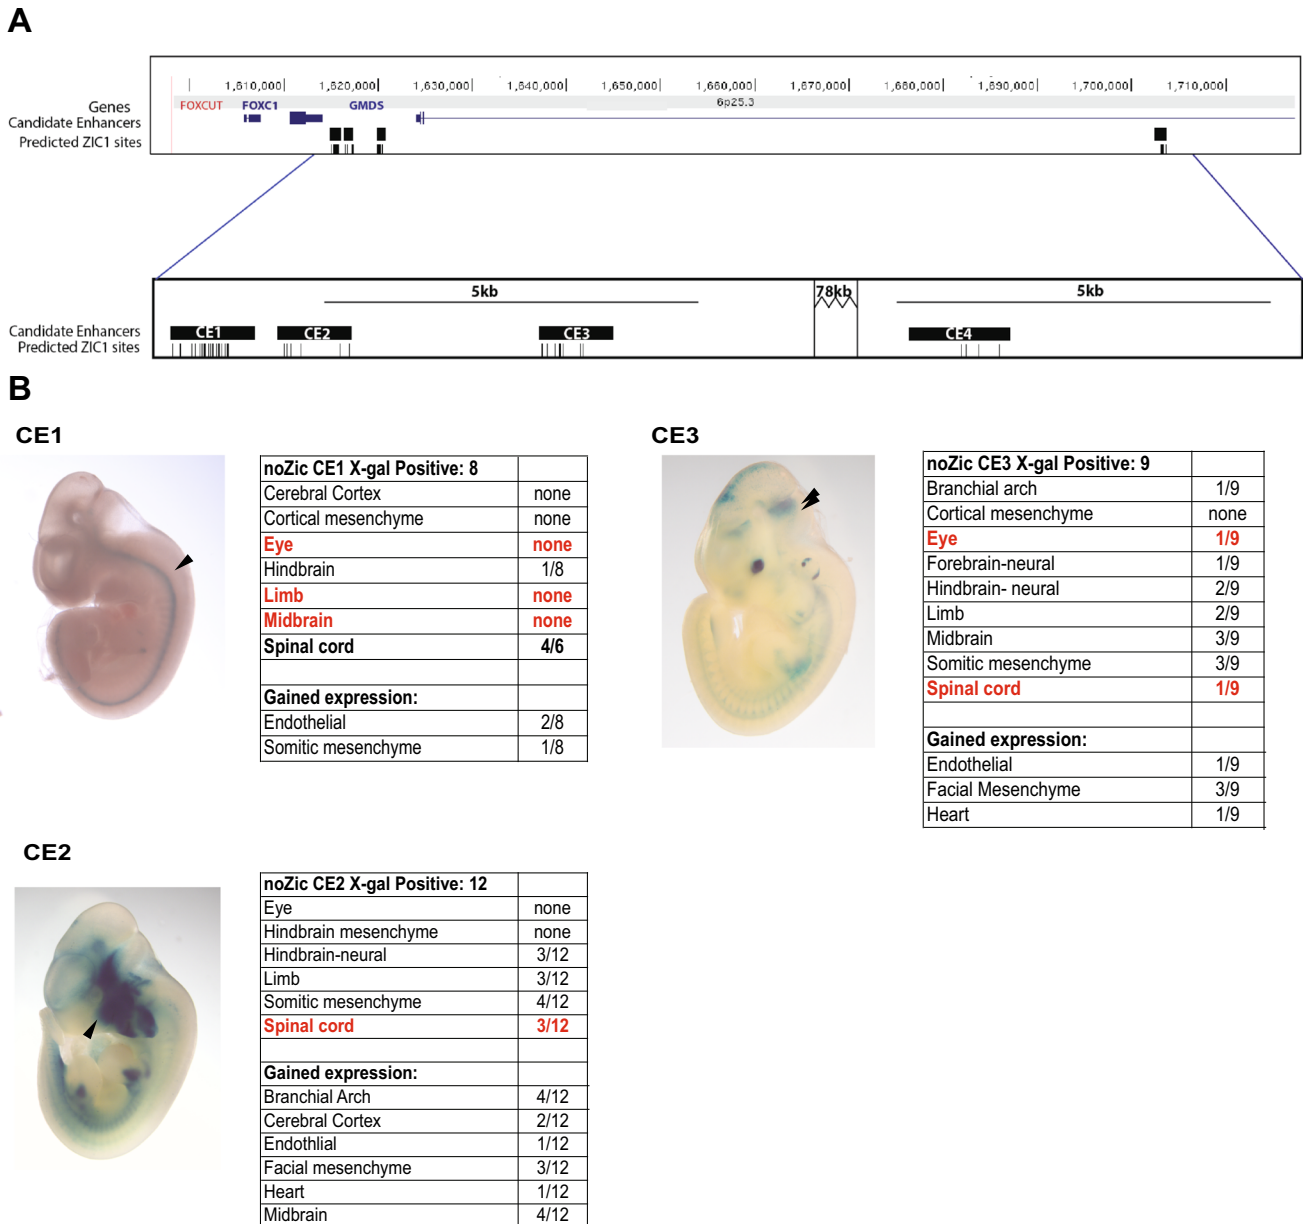 A
1,610,000| 1,620,000| 1,630,000| 1,640,000| 1,650,000| 1,660,000| 1,670,000| 1,680,000| 1,690,000| 1,700,000| 1,710,000|
6p25.3
Genes FOXCUT FOXC1 GMDS
Candidate Enhancers
Predicted ZIC1 sites
5kb 78kb 5kb
Candidate Enhancers CE1 CE2 CE3 CE4
Predicted ZIC1 sites
B
CE1
noZic CE1 X-gal Positive: 8
Cerebral Cortex none
Cortical mesenchyme none
Eye none
Hindbrain 1/8
Limb none
Midbrain none
Spinal cord 4/6
Gained expression:
Endothelial 2/8
Somitic mesenchyme 1/8
CE3
noZic CE3 X-gal Positive: 9
Branchial arch 1/9
Cortical mesenchyme none
Eye 1/9
Forebrain-neural 1/9
Hindbrain- neural 2/9
Limb 2/9
Midbrain 3/9
Somitic mesenchyme 3/9
Spinal cord 1/9
Gained expression:
Endothelial 1/9
Facial Mesenchyme 3/9
Heart 1/9
CE2
noZic CE2 X-gal Positive: 12
Eye none
Hindbrain mesenchyme none
Hindbrain-neural 3/12
Limb 3/12
Somitic mesenchyme 4/12
Spinal cord 3/12
Gained expression:
Branchial Arch 4/12
Cerebral Cortex 2/12
Endothlial 1/12
Facial mesenchyme 3/12
Heart 1/12
Midbrain 4/12